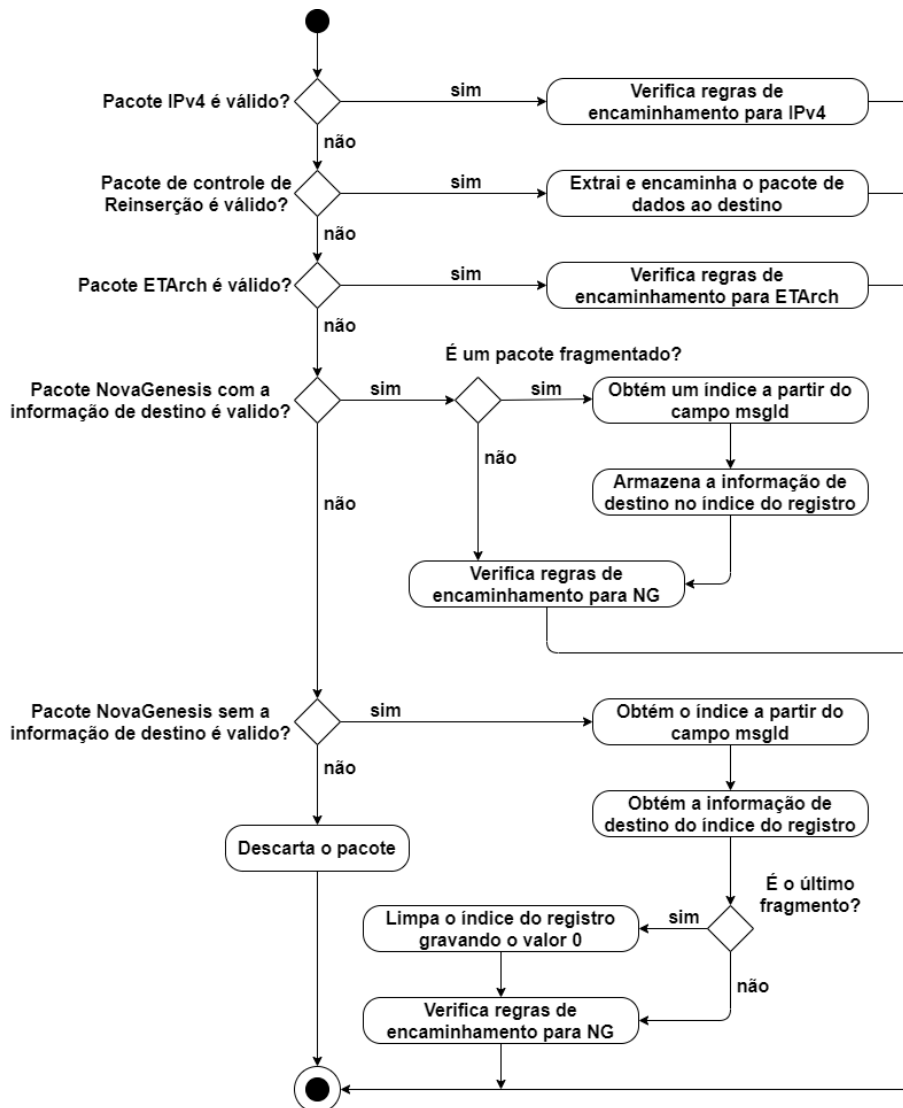 Pacote IPv4 é válido?
sim
Verifica regras de
encaminhamento para IPv4
não
Pacote de controle de
Reinserção é válido?
sim
Extrai e encaminha o pacote de
dados ao destino
não
Pacote ETArch é válido?
sim
Verifica regras de
encaminhamento para ETArch
não
É um pacote fragmentado?
Pacote NovaGenesis com a
informação de destino é valido?
sim
sim
Obtém um índice a partir do
campo msgId
não
não
Armazena a informação de
destino no índice do registro
Verifica regras de
encaminhamento para NG
Pacote NovaGenesis sem a
informação de destino é valido?
sim
Obtém o índice a partir do
campo msgId
não
Obtém a informação de
destino do índice do registro
Descarta o pacote
É o último
fragmento?
sim
Limpa o índice do registro
gravando o valor 0
não
Verifica regras de
encaminhamento para NG